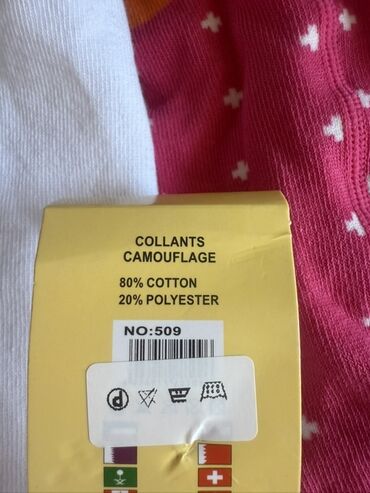 COLLANTS
CAMOUFLAGE
80% COTTON
20% POLYESTER
NO:509
P